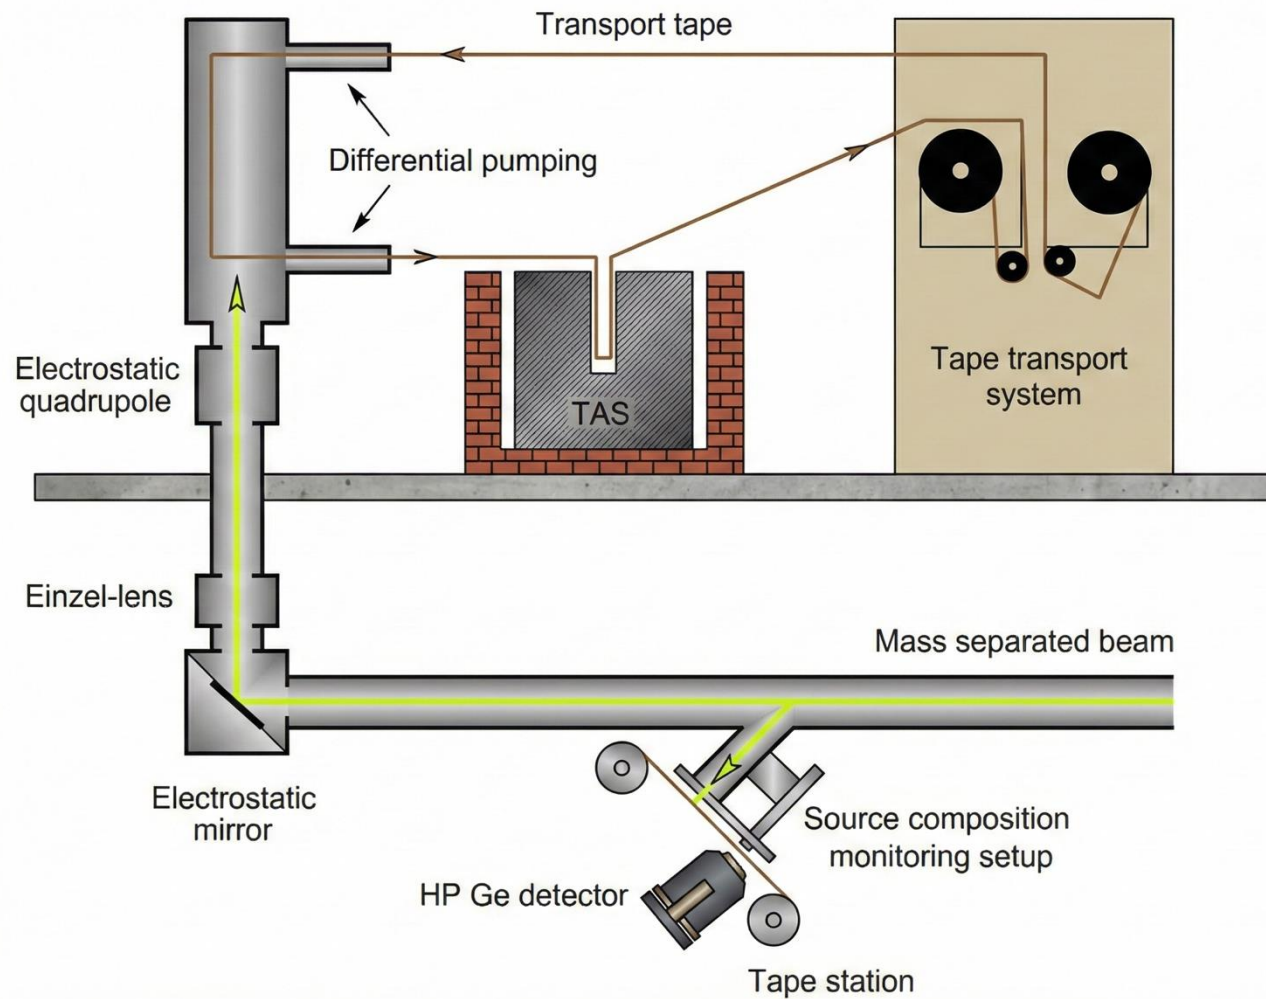 Transport tape
Differential pumping
Electrostatic
quadrupole
TAS
Tape transport
system
Einzel-lens
Mass separated beam
Electrostatic
mirror
Source composition
monitoring setup
HP Ge detector
Tape station